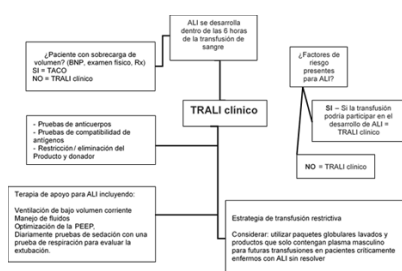 ALI se desarrolla
dentro de las 6 horas
de la transfusión de
sangre
¿Paciente con sobrecarga de
volumen? (BNP, examen físico, Rx)
SI = TACO
NO = TRALI clínico
¿Factores de
riesgo
presentes
para ALI?
TRALI clínico
SI – Si la transfusión
podría participar en el
desarrollo de ALI =
TRALI clínico
NO = TRALI clínico
- Pruebas de anticuerpos
- Pruebas de compatibilidad de
antígenos
- Restricción/ eliminación del
Producto y donador
Terapia de apoyo para ALI incluyendo:
Ventilación de bajo volumen corriente
Manejo de fluidos
Optimización de la PEEP,
Diariamente pruebas de sedación con una
prueba de respiración para evaluar la
extubación.
Estrategia de transfusión restrictiva
Considerar: utilizar paquetes globulares lavados y
productos que solo contengan plasma masculino
para futuras transfusiones en pacientes críticamente
enfermos con ALI sin resolver